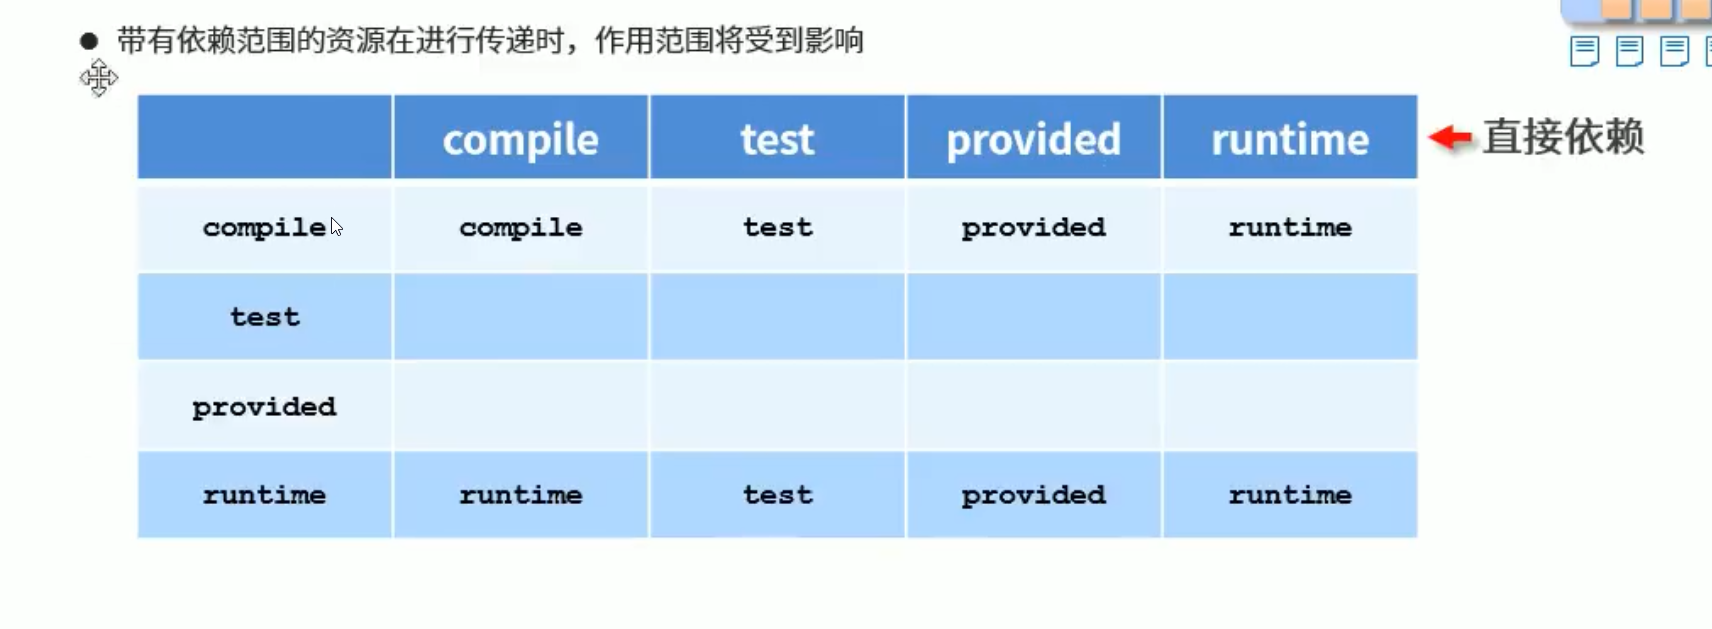 带有依赖范围的资源在进行传递时，作用范围将受到影响
compile test provided runtime 直接依赖
compile compile test provided runtime
test
provided
runtime runtime test provided runtime